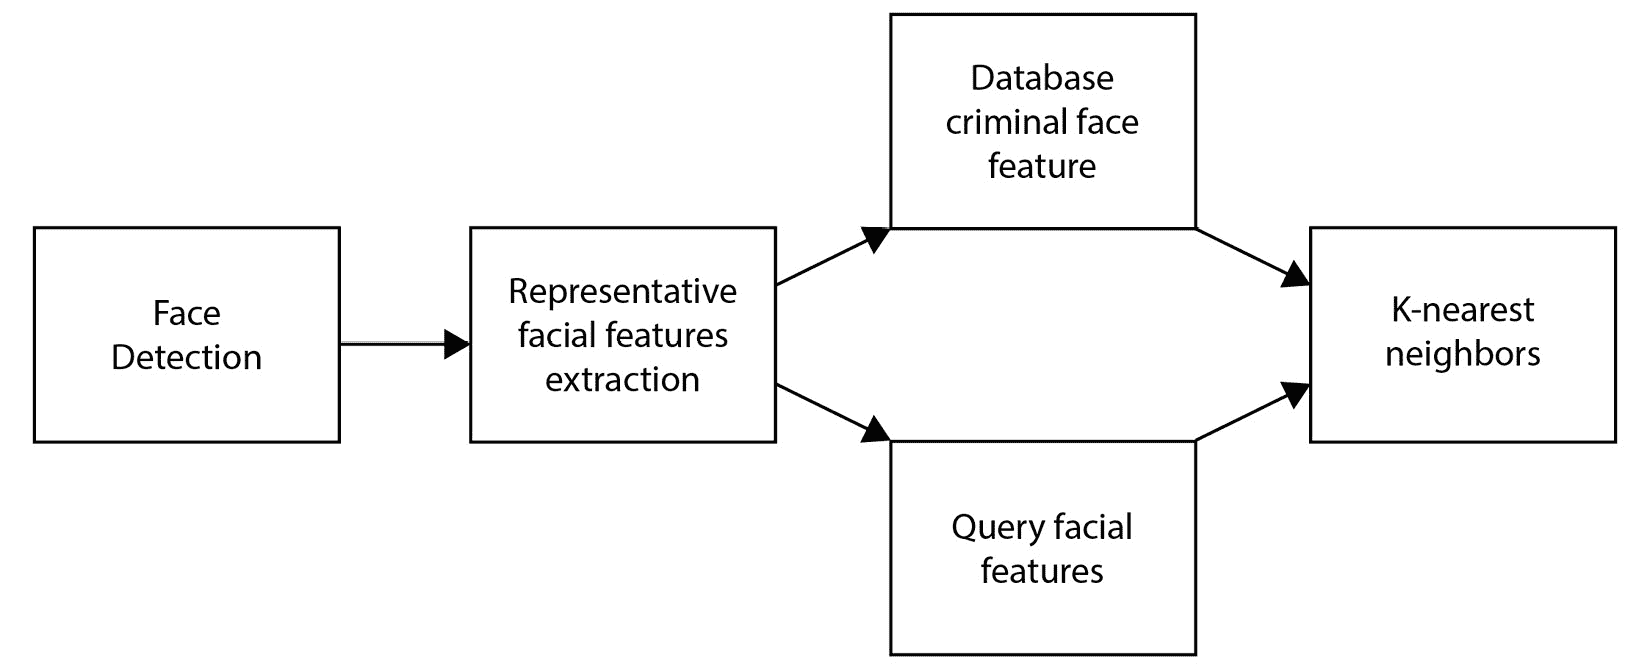 Face
Detection
Representative
facial features
extraction
Database
criminal face
feature
Query facial
features
K-nearest
neighbors